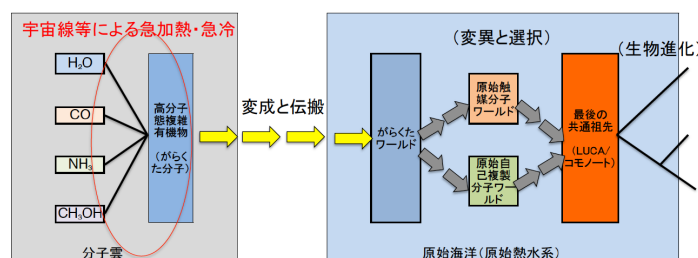 宇宙線等による急加熱・急冷
H₂O
CO
NH₃
CH₃OH
高分子
態複雑
有機物
(がらく
た分子)
分子雲
変成と伝搬
(変異と選択)
がらくた
ワールド
原始触
媒分子
ワールド
原始自
己複製
分子ワー
ルド
最後の
共通祖先
(LUCA/
コモノート)
(生物進化)
原始海洋(原始熱水系)